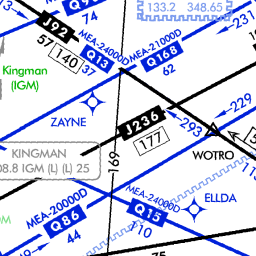 133.2 348.65
74
J92
57
140
MEA-24000D
Q13
37
MEA-21000D
Q168
62
231
Kingman
(IGM)
ZAYNE
J236
177
293
229
WOTRO
169
KINGMAN
08.8 IGM (L) (L) 25
MEA-20000D
Q86
44
MEA-24000D
Q15
110
ELLDA
75